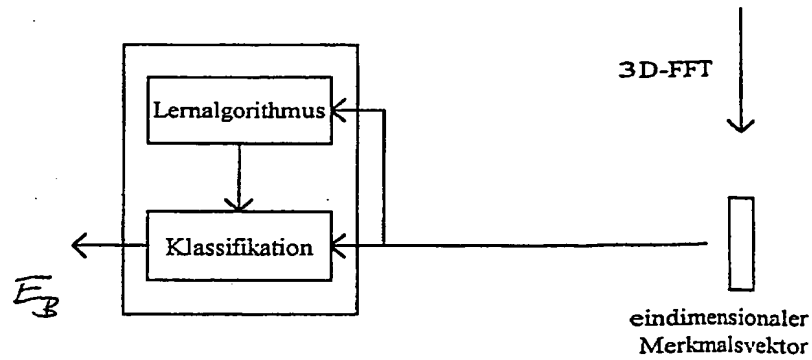 3D-FFT
Lernalgorithmus
Klassifikation
E_B
eindimensionaler
Merkmalsvektor